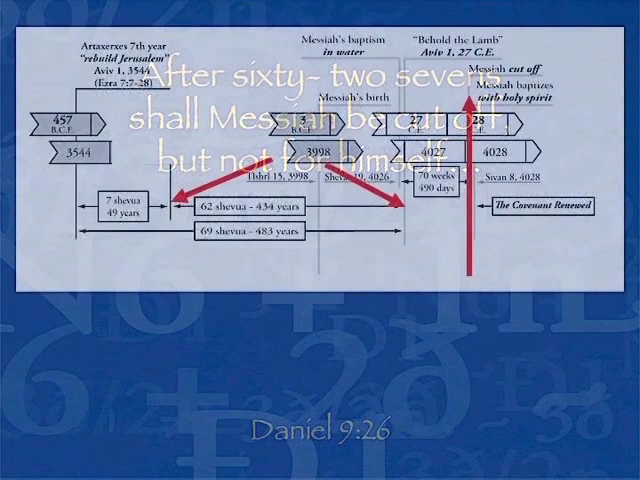 Artaxerxes 7th year
"rebuild Jerusalem"
Aviv 1, 3544
(Ezra 7:7-28)
Messiah's baptism
in water
"Behold the Lamb"
Aviv 1, 27 C.E.
Messiah cut off
Messiah baptizes
with holy spirit
Messiah's birth
After sixty- two sevens
shall Messiah be cut off,
but not for himself...
457
B.C.E.
3544
3
B.C.E.
3998
27
C.E.
28
C.E.
4027
4028
Tishri 15, 3998
Shevat 19, 4026
70 weeks
490 days
Sivan 8, 4028
7 shevua
49 years
62 shevua - 434 years
The Covenant Renewed
69 shevua - 483 years
Daniel 9:26